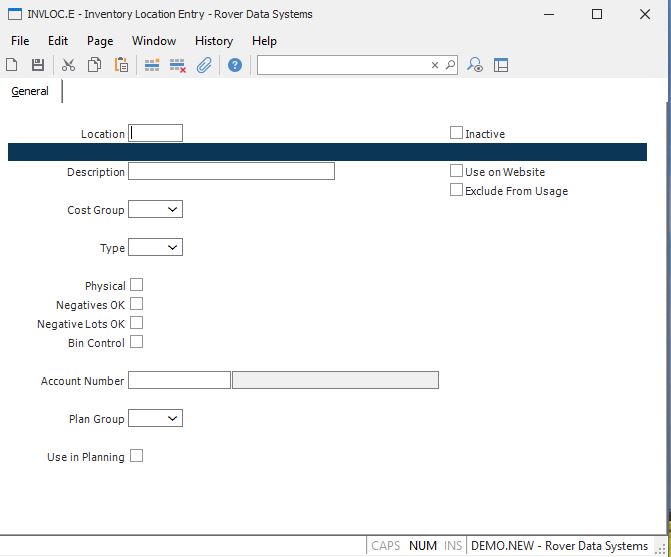 INVLOC.E - Inventory Location Entry - Rover Data Systems
File Edit Page Window History Help
General
Location Inactive
Description Use on Website
Exclude From Usage
Cost Group
Type
Physical
Negatives OK
Negative Lots OK
Bin Control
Account Number
Plan Group
Use in Planning
CAPS NUM INS DEMO.NEW - Rover Data Systems